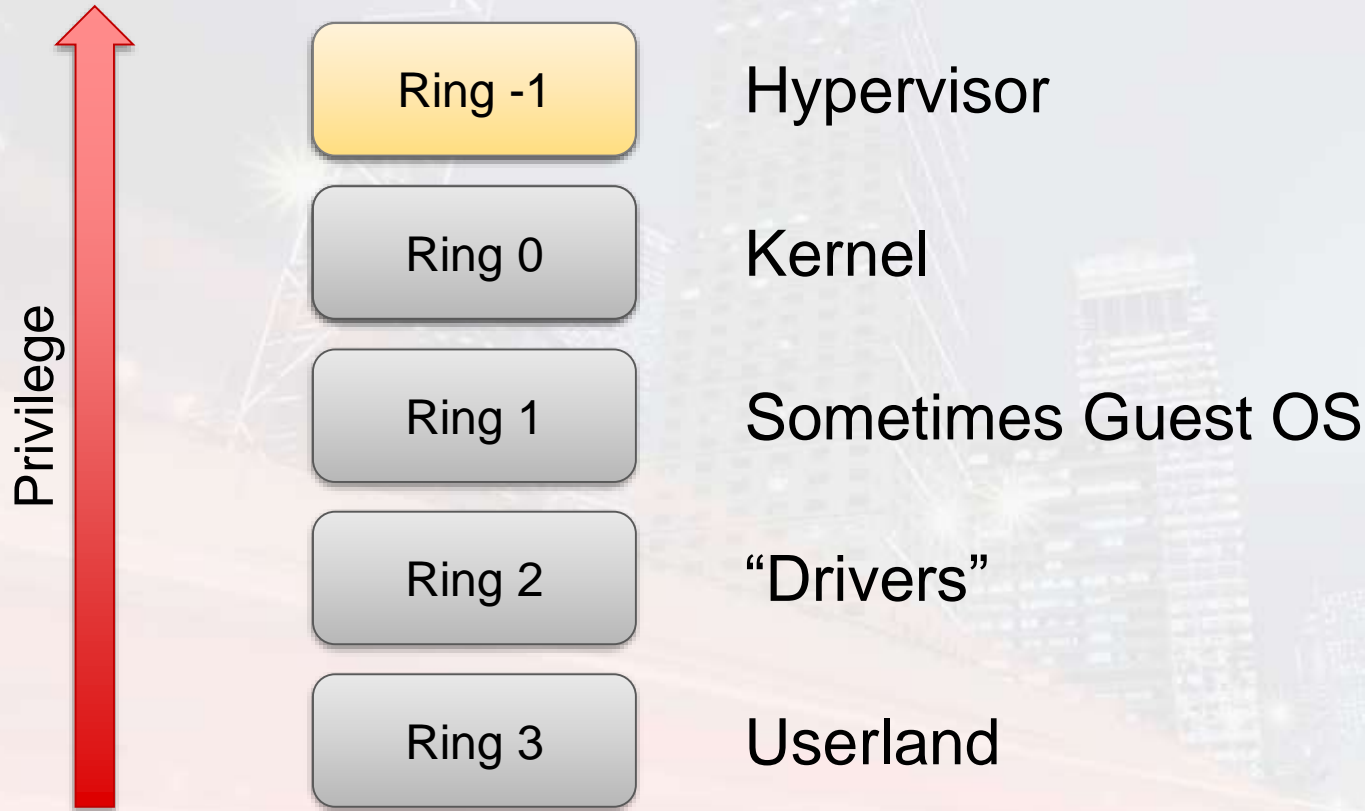 Privilege
Ring -1 Hypervisor
Ring 0 Kernel
Ring 1 Sometimes Guest OS
Ring 2 “Drivers”
Ring 3 Userland